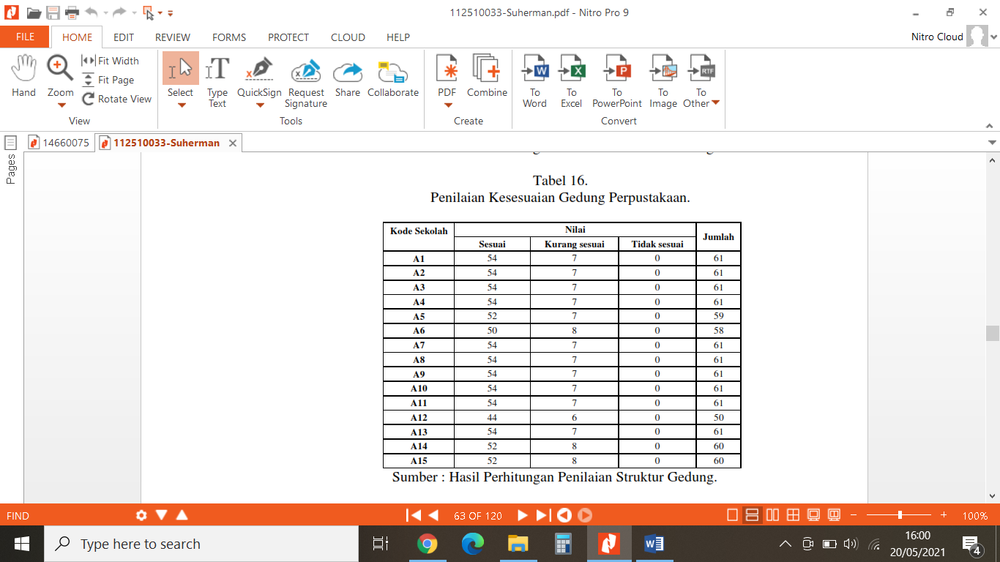 112510033-Suherman.pdf - Nitro Pro 9
FILE HOME EDIT REVIEW FORMS PROTECT CLOUD HELP Nitro Cloud
Hand
Zoom
Fit Width
Fit Page
Rotate View
View
Select
Type Text
QuickSign
Request Signature
Share
Collaborate
Tools
PDF
Combine
Create
To Word
To Excel
To PowerPoint
To Image
To Other
Convert
14660075 112510033-Suherman
Pages
Tabel 16.
Penilaian Kesesuaian Gedung Perpustakaan.
Kode Sekolah Nilai Jumlah
Sesuai Kurang sesuai Tidak sesuai
A1 54 7 0 61
A2 54 7 0 61
A3 54 7 0 61
A4 54 7 0 61
A5 52 7 0 59
A6 50 8 0 58
A7 54 7 0 61
A8 54 7 0 61
A9 54 7 0 61
A10 54 7 0 61
A11 54 7 0 61
A12 44 6 0 50
A13 54 7 0 61
A14 52 8 0 60
A15 52 8 0 60
Sumber : Hasil Perhitungan Penilaian Struktur Gedung.
FIND 63 OF 120 100%
Type here to search
16:00
20/05/2021
4